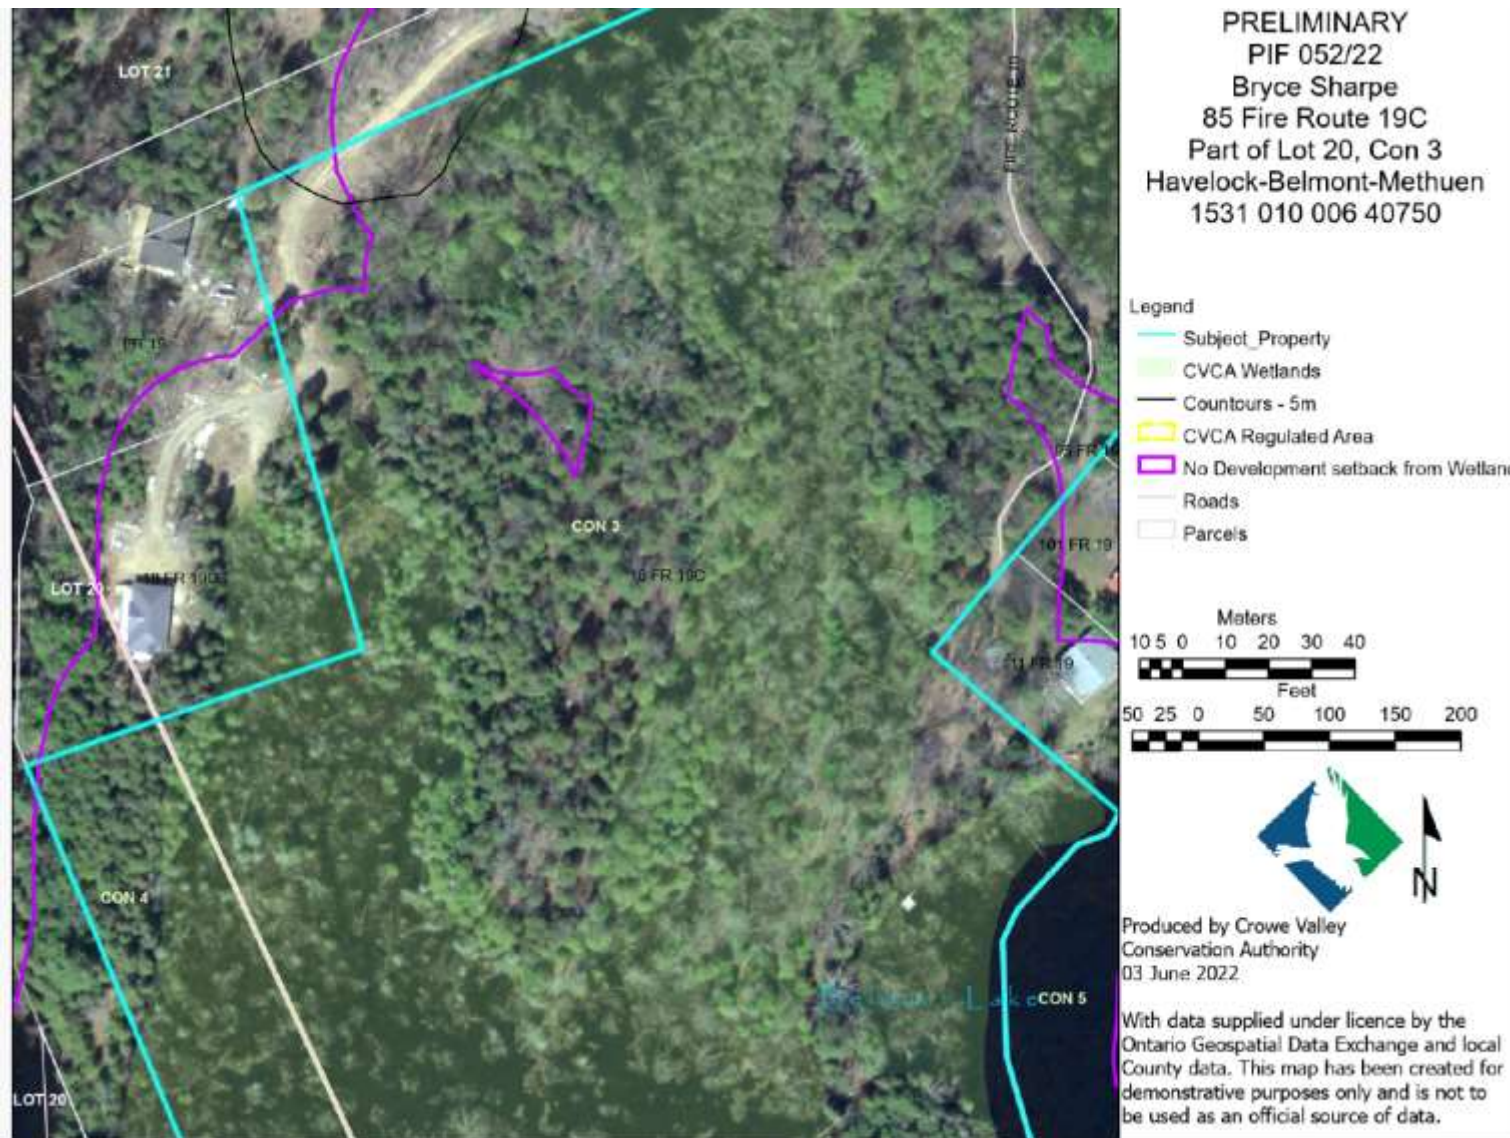 PRELIMINARY
PIF 052/22
Bryce Sharpe
85 Fire Route 19C
Part of Lot 20, Con 3
Havelock-Belmont-Methuen
1531 010 006 40750
Legend
Subject_Property
CVCA Wetlands
Countours - 5m
CVCA Regulated Area
No Development setback from Wetland
Roads
Parcels
Meters
10 5 0 10 20 30 40
Feet
50 25 0 50 100 150 200
N
Produced by Crowe Valley
Conservation Authority
03 June 2022
With data supplied under licence by the
Ontario Geospatial Data Exchange and local
County data. This map has been created for
demonstrative purposes only and is not to
be used as an official source of data.
LOT 21
FIRE ROUTE
FR 19
CON 3
101 FR 19
LOT 20
FR 19C
11 FR 19
CON 4
Lake
CON 5
LOT 20